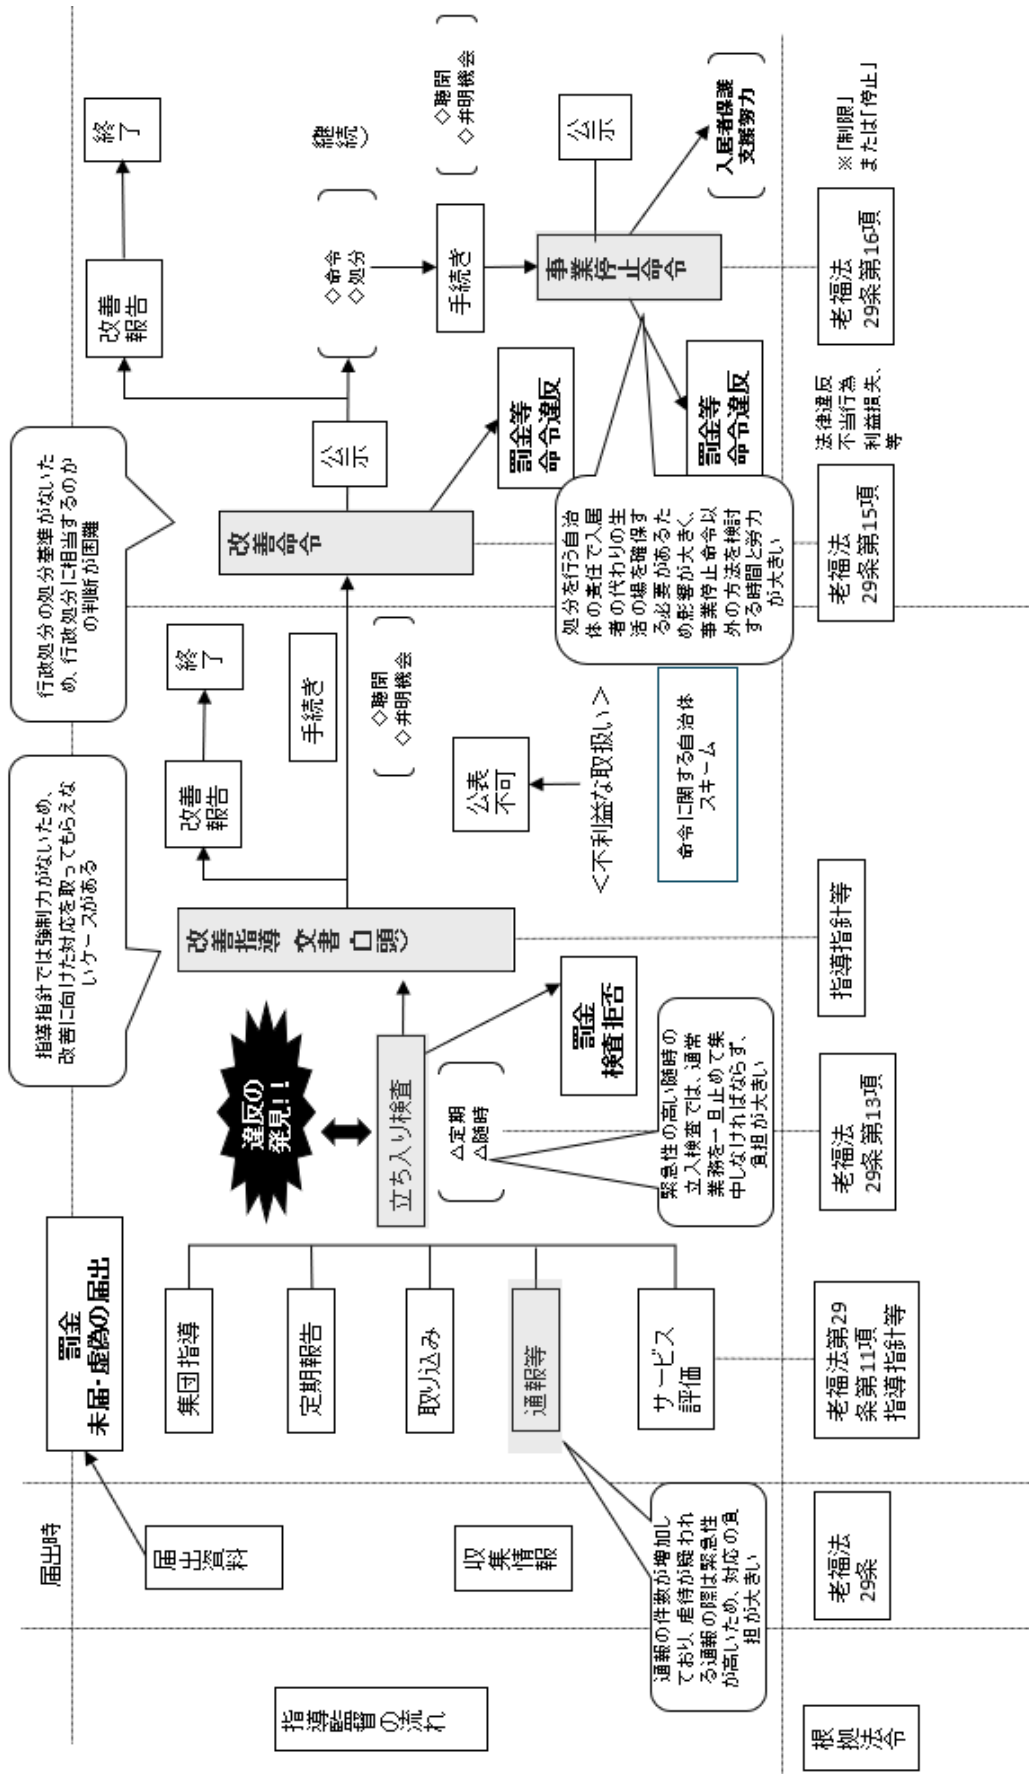 指導監督の流れ
根拠法令
届出時
届出資料
収集情報
老福法
29条
罰金
未届・虚偽の届出
集団指導
定期報告
取り込み
通報等
サービス
評価
通報の件数が増加し
ており、虐待が疑われ
る通報の際は緊急性
が高いため、対応の負
担が大きい
老福法第29
条第11項
指導指針等
違反の
発見!!
立ち入り検査
△定期
△随時
罰金
検査拒否
緊急性の高い随時の
立入検査では、通常
業務を一旦止めて集
中しなければならず、
負担が大きい
老福法
29条第13項
指導指針では強制力がないため、
改善に向けた対応を取ってもらえな
いケースがある
改善指導 文書 口頭)
改善
報告
終了
手続き
◇聴聞
◇弁明機会
公表
不可
<不利益な取扱い>
命令に関する自治体
スキーム
指導指針等
行政処分の処分基準がないた
め、行政処分に相当するのか
の判断が困難
改善命令
公示
改善
報告
終了
罰金等
命令違反
◇命令
◇処分
継続)
手続き
◇聴聞
◇弁明機会
処分を行う自治
体の責任で入居
者の代わりの生
活の場を確保す
る必要があるた
め影響が大きく、
事業停止命令以
外の方法を検討
する時間と労力
が大きい
老福法
29条第15項
法律違反
不当行為
利益損失、
等
事業停止命令
公示
罰金等
命令違反
入居者保護
支援努力
老福法
29条第16項
※「制限」
または「停止」